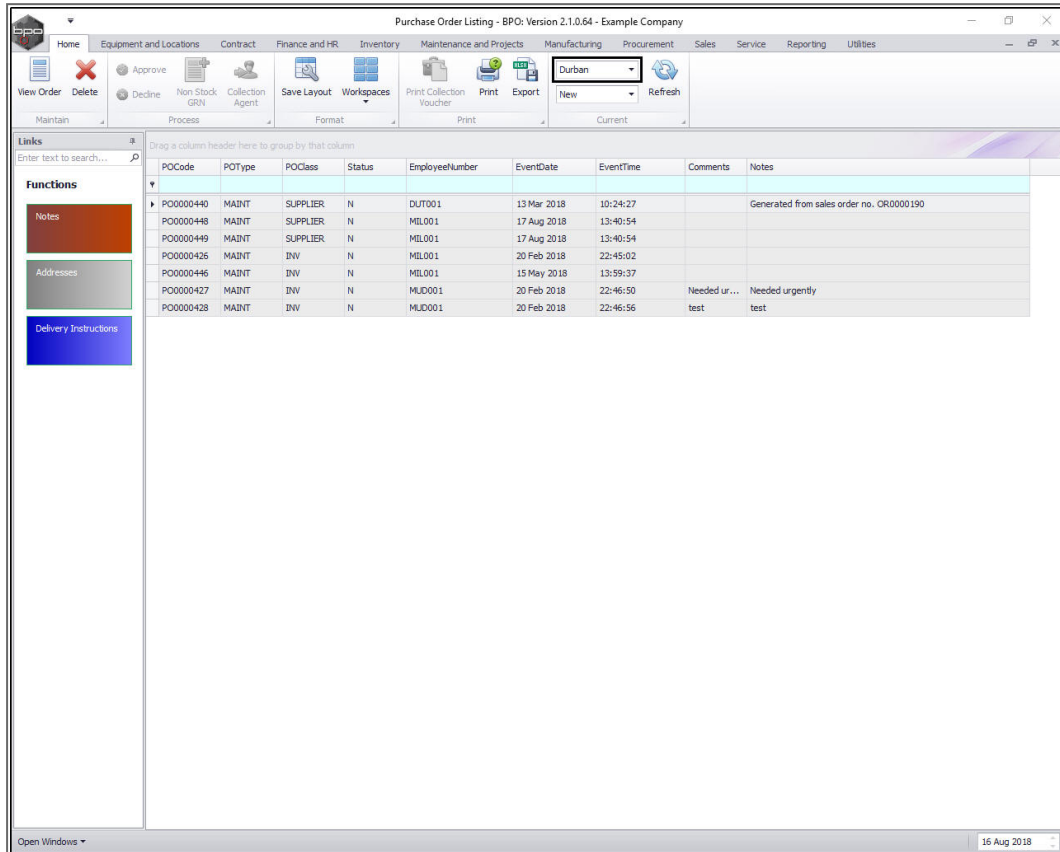 Purchase Order Listing - BPO: Version 2.1.0.64 - Example Company
bpo
Home Equipment and Locations Contract Finance and HR Inventory Maintenance and Projects Manufacturing Procurement Sales Service Reporting Utilities
View Order Delete Approve Decline Non Stock GRN Collection Agent Save Layout Workspaces Print Collection Voucher Print Export Durban New Refresh
Maintain Process Format Print Current
Links
Enter text to search...
Functions
Notes
Addresses
Delivery Instructions
Drag a column header here to group by that column
POCode POType POClass Status EmployeeNumber EventDate EventTime Comments Notes
PO0000440 MAINT SUPPLIER N DUT001 13 Mar 2018 10:24:27 Generated from sales order no. OR0000190
PO0000448 MAINT SUPPLIER N MIL001 17 Aug 2018 13:40:54
PO0000449 MAINT SUPPLIER N MIL001 17 Aug 2018 13:40:54
PO0000426 MAINT INV N MIL001 20 Feb 2018 22:45:02
PO0000446 MAINT INV N MIL001 15 May 2018 13:59:37
PO0000427 MAINT INV N MUD001 20 Feb 2018 22:46:50 Needed ur... Needed urgently
PO0000428 MAINT INV N MUD001 20 Feb 2018 22:46:56 test test
Open Windows 16 Aug 2018